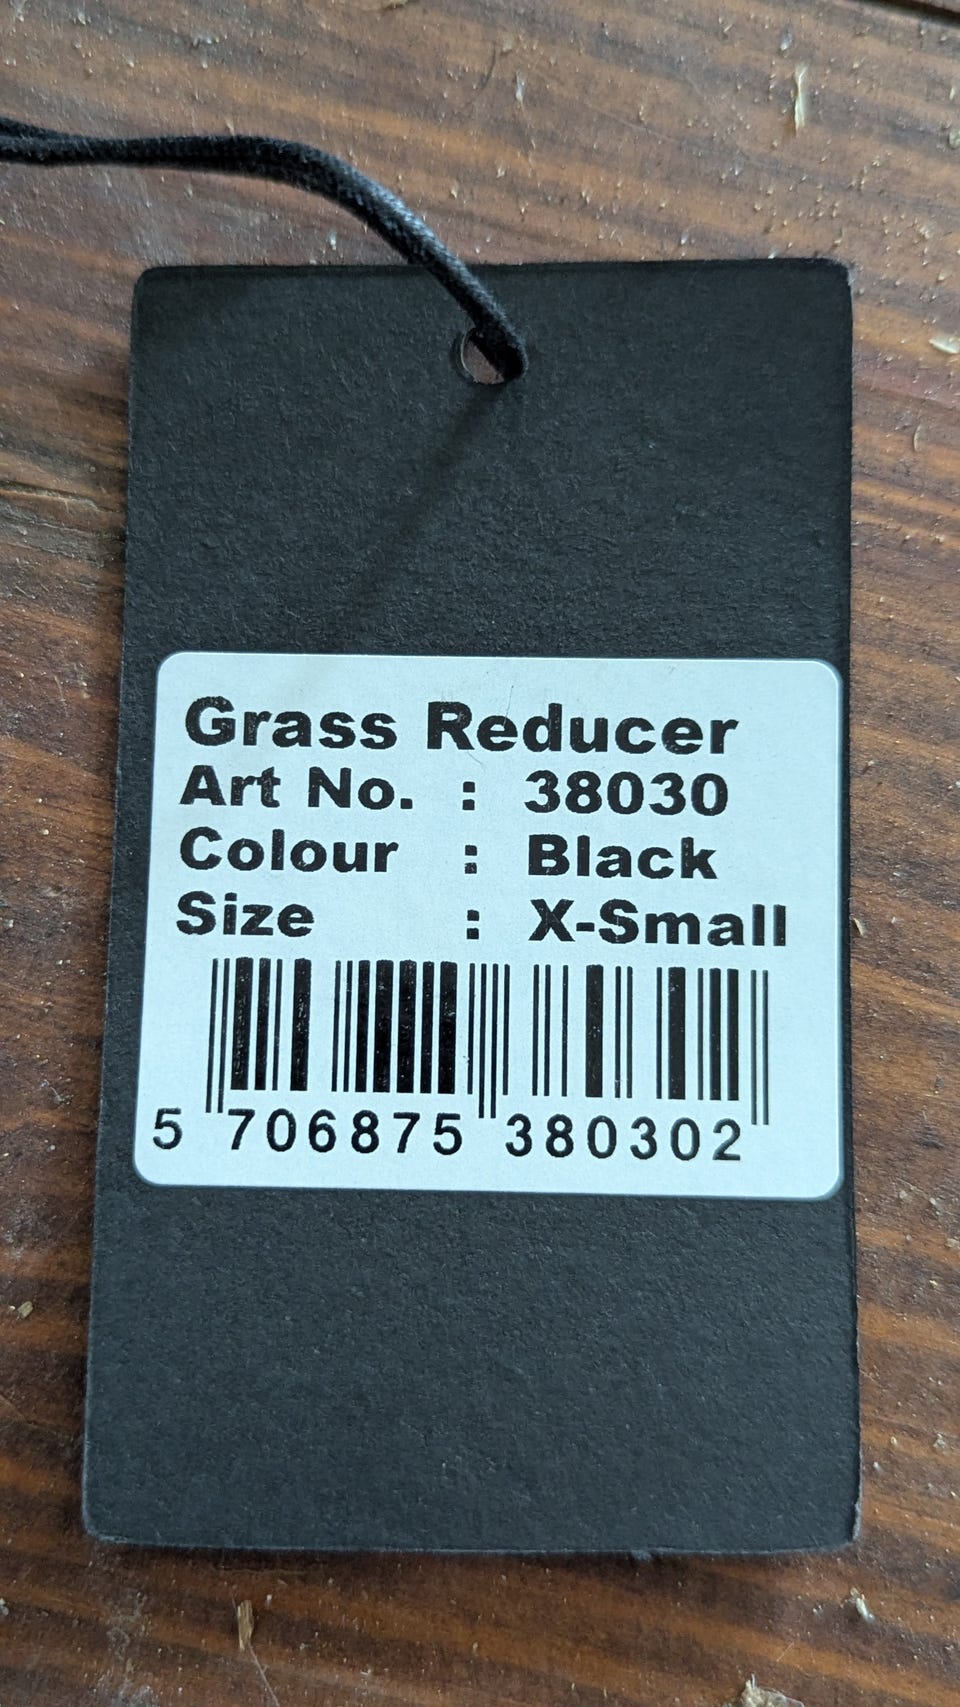 Grass Reducer
Art No. : 38030
Colour : Black
Size : X-Small
5 706875 380302